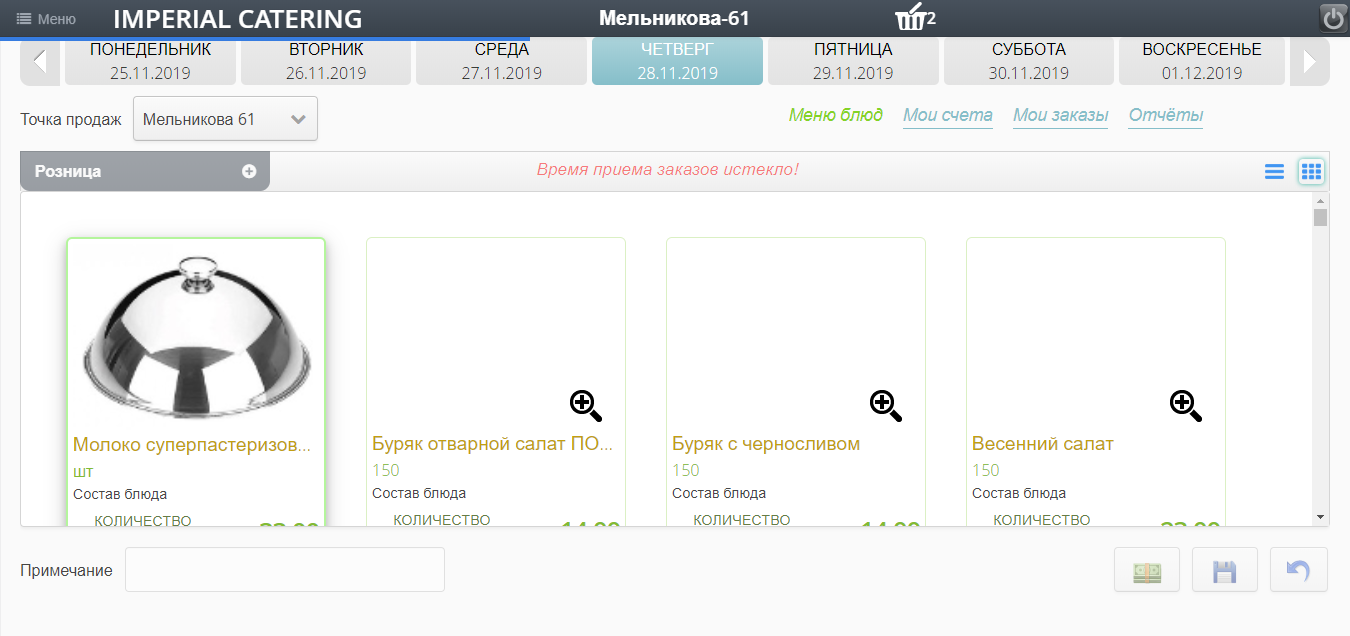 Меню IMPERIAL CATERING Мельникова-61 2
ПОНЕДЕЛЬНИК ВТОРНИК СРЕДА ЧЕТВЕРГ ПЯТНИЦА СУББОТА ВОСКРЕСЕНЬЕ
25.11.2019 26.11.2019 27.11.2019 28.11.2019 29.11.2019 30.11.2019 01.12.2019
Точка продаж Мельникова 61 Меню блюд Мои счета Мои заказы Отчёты
Розница Время приема заказов истекло!
Молоко суперпастеризов... Буряк отварной салат ПО... Буряк с черносливом Весенний салат
шт 150 150 150
Состав блюда Состав блюда Состав блюда Состав блюда
КОЛИЧЕСТВО КОЛИЧЕСТВО КОЛИЧЕСТВО КОЛИЧЕСТВО
Примечание